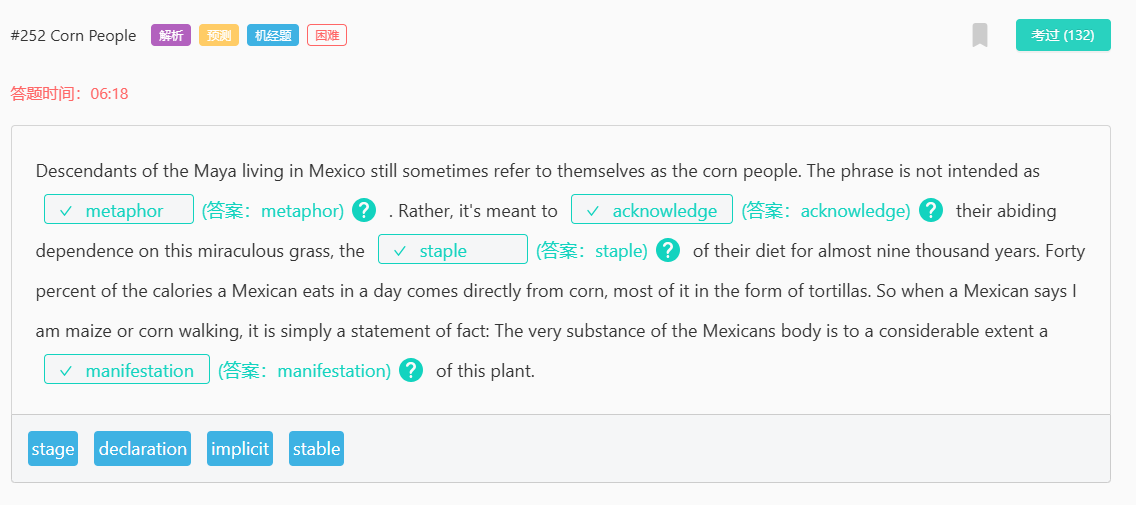 #252 Corn People 解析 预测 机经题 困难 考过 (132)
答题时间：06:18
Descendants of the Maya living in Mexico still sometimes refer to themselves as the corn people. The phrase is not intended as
✓ metaphor (答案：metaphor) ? . Rather, it's meant to ✓ acknowledge (答案：acknowledge) ? their abiding
dependence on this miraculous grass, the ✓ staple (答案：staple) ? of their diet for almost nine thousand years. Forty
percent of the calories a Mexican eats in a day comes directly from corn, most of it in the form of tortillas. So when a Mexican says I
am maize or corn walking, it is simply a statement of fact: The very substance of the Mexicans body is to a considerable extent a
✓ manifestation (答案：manifestation) ? of this plant.
stage declaration implicit stable